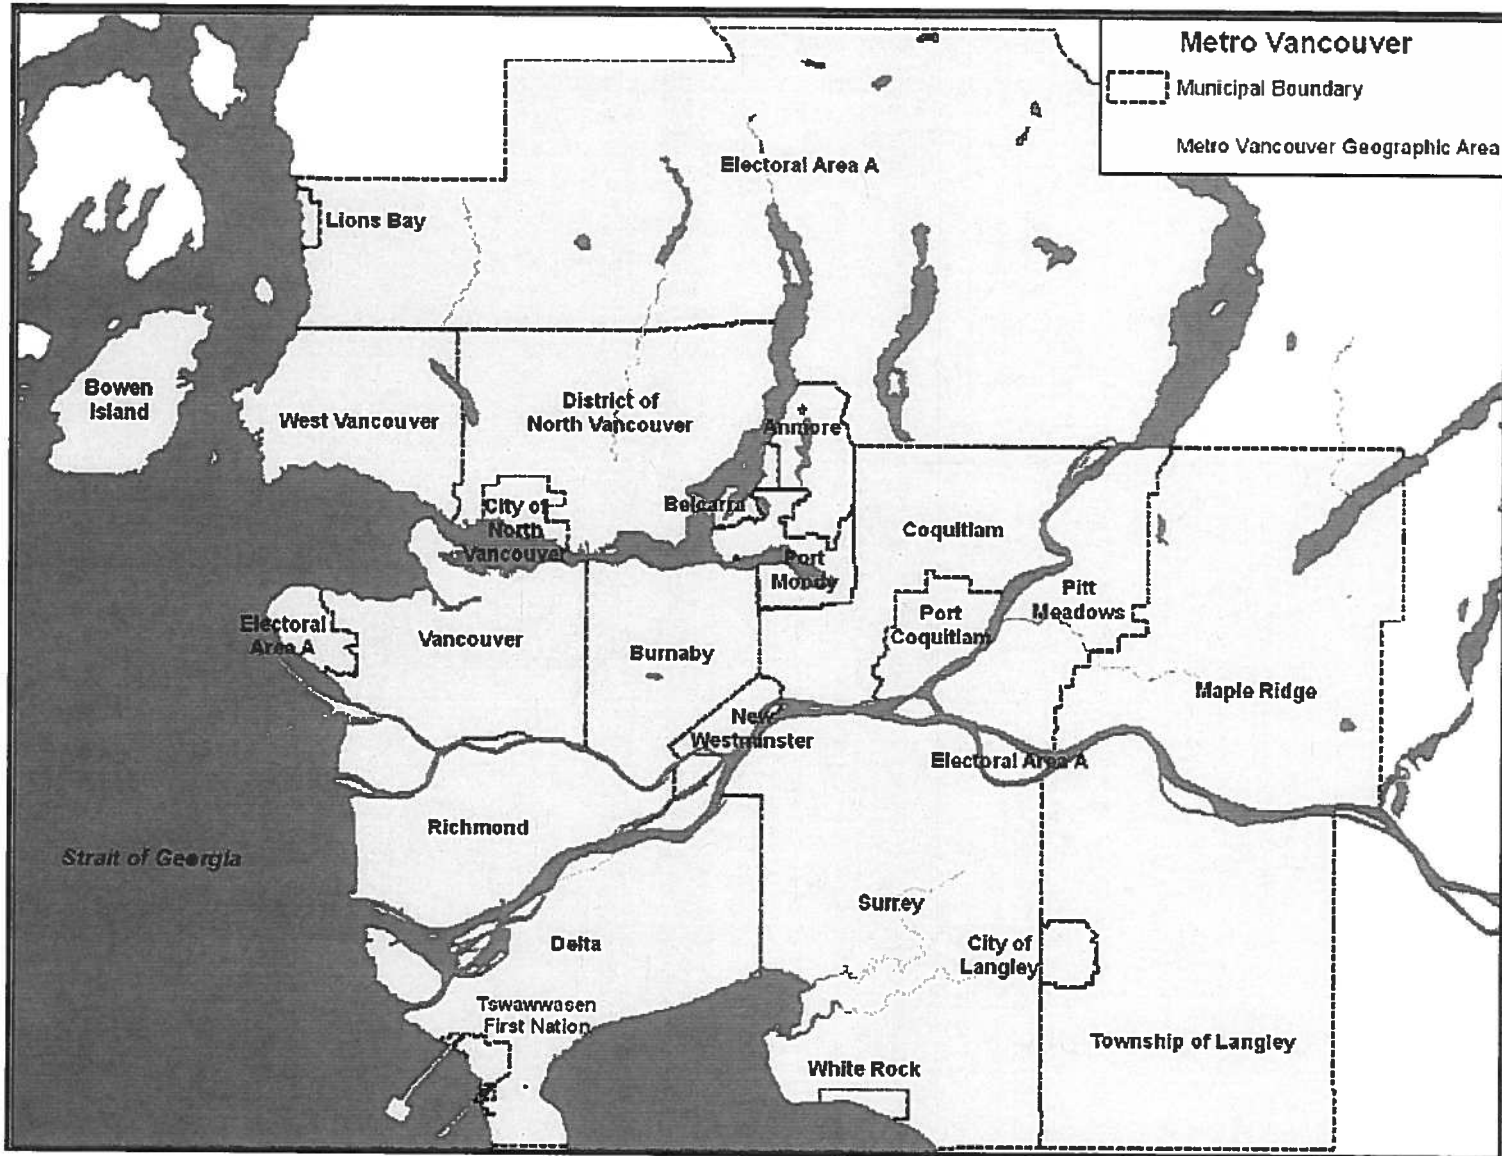 Metro Vancouver
Municipal Boundary
Metro Vancouver Geographic Area
Electoral Area A
Lions Bay
Bowen
Island
West Vancouver
District of
North Vancouver
Anmore
City of
North
Vancouver
Belcarra
Port
Moody
Coquitlam
Port
Coquitlam
Pitt
Meadows
Electoral
Area A
Vancouver
Burnaby
Maple Ridge
New
Westminster
Electoral Area A
Richmond
Strait of Georgia
Surrey
Delta
City of
Langley
Tswawwasen
First Nation
Township of Langley
White Rock